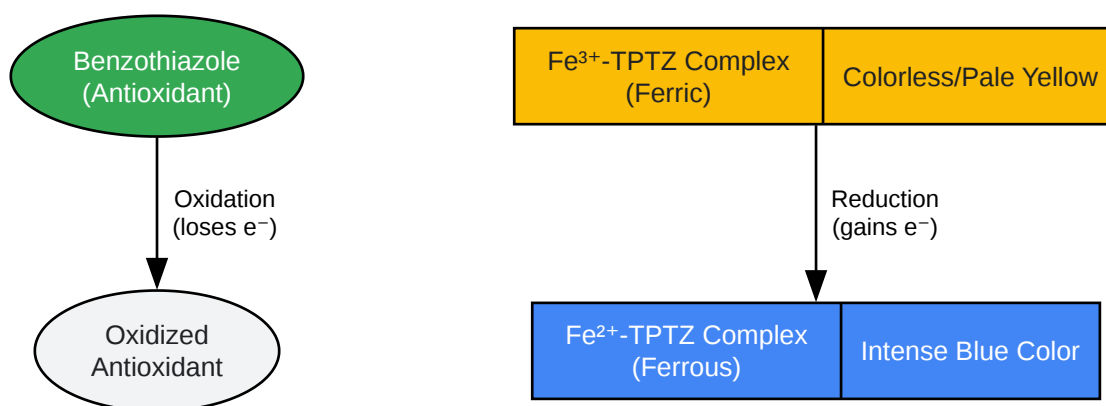 Benzothiazole
(Antioxidant)
Fe³⁺-TPTZ Complex
(Ferric)
Colorless/Pale Yellow
Oxidation
(loses e⁻)
Reduction
(gains e⁻)
Oxidized
Antioxidant
Fe²⁺-TPTZ Complex
(Ferrous)
Intense Blue Color